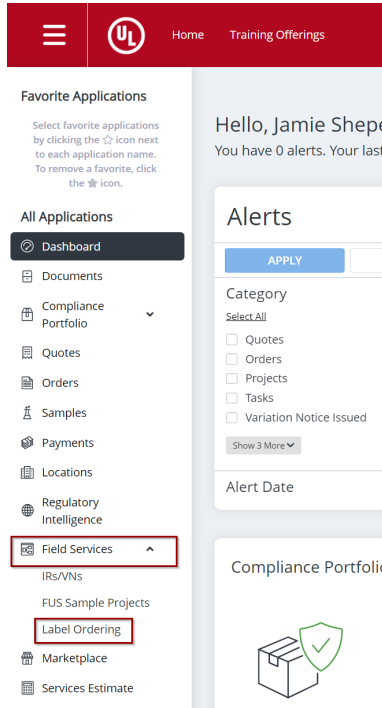 UL
Home
Training Offerings
Favorite Applications
Select favorite applications
by clicking the ☆ icon next
to each application name.
To remove a favorite, click
the ★ icon.
All Applications
Dashboard
Documents
Compliance
Portfolio
Quotes
Orders
Samples
Payments
Locations
Regulatory
Intelligence
Field Services
IRs/VNs
FUS Sample Projects
Label Ordering
Marketplace
Services Estimate
Hello, Jamie Shepe
You have 0 alerts. Your last
Alerts
APPLY
Category
Select All
Quotes
Orders
Projects
Tasks
Variation Notice Issued
Show 3 More
Alert Date
Compliance Portfolio